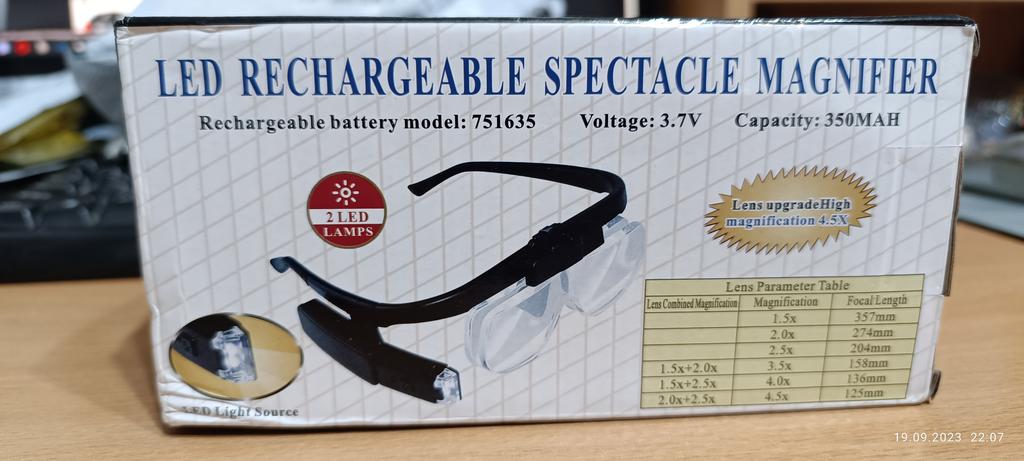 LED RECHARGEABLE SPECTACLE MAGNIFIER
Rechargeable battery model: 751635 Voltage: 3.7V Capacity: 350MAH
2 LED
LAMPS
Lens upgradeHigh
magnification 4.5X
Lens Parameter Table
Lens Combined Magnification Magnification Focal Length
1.5x 357mm
2.0x 274mm
2.5x 204mm
1.5x+2.0x 3.5x 158mm
1.5x+2.5x 4.0x 136mm
2.0x+2.5x 4.5x 125mm
LED Light Source
19.09.2023 22:07